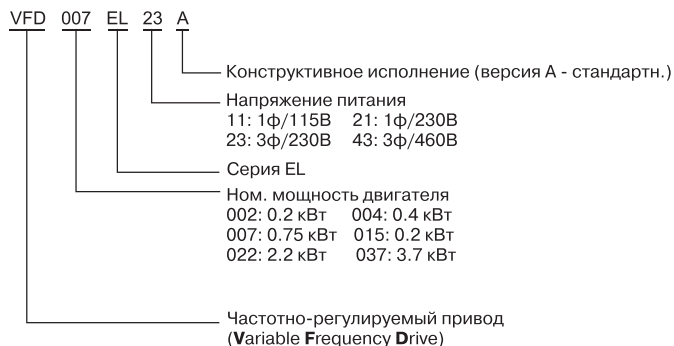 VFD 007 EL 23 A
Конструктивное исполнение (версия А - стандартн.)
Напряжение питания
11: 1ф/115В 21: 1ф/230В
23: 3ф/230В 43: 3ф/460В
Серия EL
Ном. мощность двигателя
002: 0.2 кВт 004: 0.4 кВт
007: 0.75 кВт 015: 0.2 кВт
022: 2.2 кВт 037: 3.7 кВт
Частотно-регулируемый привод
(Variable Frequency Drive)